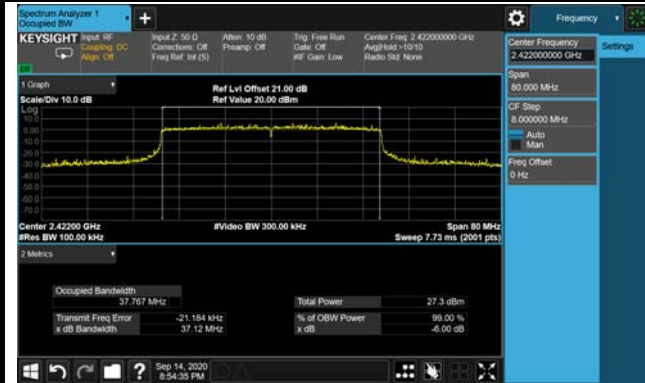 Spectrum Analyzer 1
Occupied BW
Frequency
KEYSIGHT
Input: RF
Coupling: DC
Align: Off
Input Z: 50 Ω
Corrections: Off
Freq Ref: Int (S)
Atten: 10 dB
Preamp: Off
Trig: Free Run
Gate: Off
#IF Gain: Low
Center Freq: 2.422000000 GHz
Avg|Hold:>10/10
Radio Std: None
1 Graph
Scale/Div 10.0 dB
Ref Lvl Offset 21.00 dB
Ref Value 20.00 dBm
Log
10.0
0.00
-10.0
-20.0
-30.0
-40.0
-50.0
-60.0
-70.0
Center 2.42200 GHz
#Res BW 100.00 kHz
#Video BW 300.00 kHz
Span 80 MHz
Sweep 7.73 ms (2001 pts)
2 Metrics
Occupied Bandwidth
37.767 MHz
Total Power 27.3 dBm
Transmit Freq Error -21.184 kHz
% of OBW Power 99.00 %
x dB Bandwidth 37.12 MHz
x dB -6.00 dB
Center Frequency
2.422000000 GHz
Settings
Span
80.000 MHz
CF Step
8.000000 MHz
Auto
Man
Freq Offset
0 Hz
?
Sep 14, 2020
8:54:35 PM